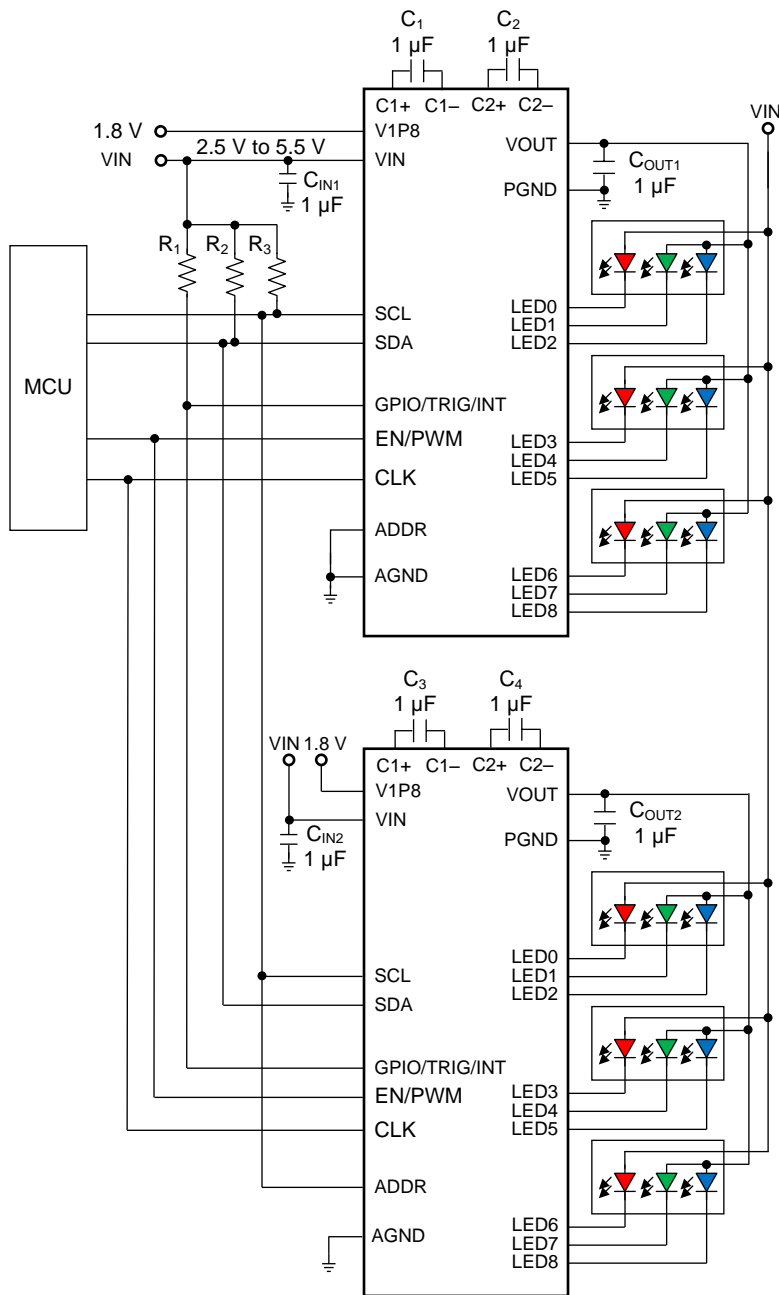 C1
1 µF
C2
1 µF
C1+ C1– C2+ C2–
1.8 V
V1P8
VIN
2.5 V to 5.5 V
VIN
CIN1
1 µF
VOUT
COUT1
1 µF
PGND
VIN
R1 R2 R3
MCU
SCL
SDA
GPIO/TRIG/INT
EN/PWM
CLK
ADDR
AGND
LED0
LED1
LED2
LED3
LED4
LED5
LED6
LED7
LED8
C3
1 µF
C4
1 µF
C1+ C1– C2+ C2–
VIN 1.8 V
V1P8
VIN
CIN2
1 µF
VOUT
COUT2
1 µF
PGND
SCL
SDA
GPIO/TRIG/INT
EN/PWM
CLK
ADDR
AGND
LED0
LED1
LED2
LED3
LED4
LED5
LED6
LED7
LED8